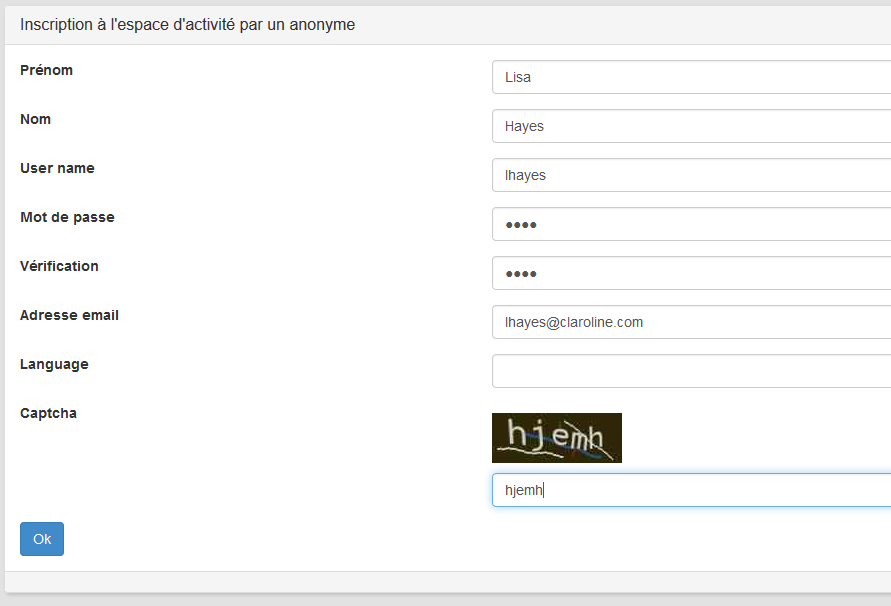 Inscription à l'espace d'activité par un anonyme
Prénom
Lisa
Nom
Hayes
User name
lhayes
Mot de passe
••••
Vérification
••••
Adresse email
lhayes@claroline.com
Language
Captcha
hjemh
hjemh
Ok